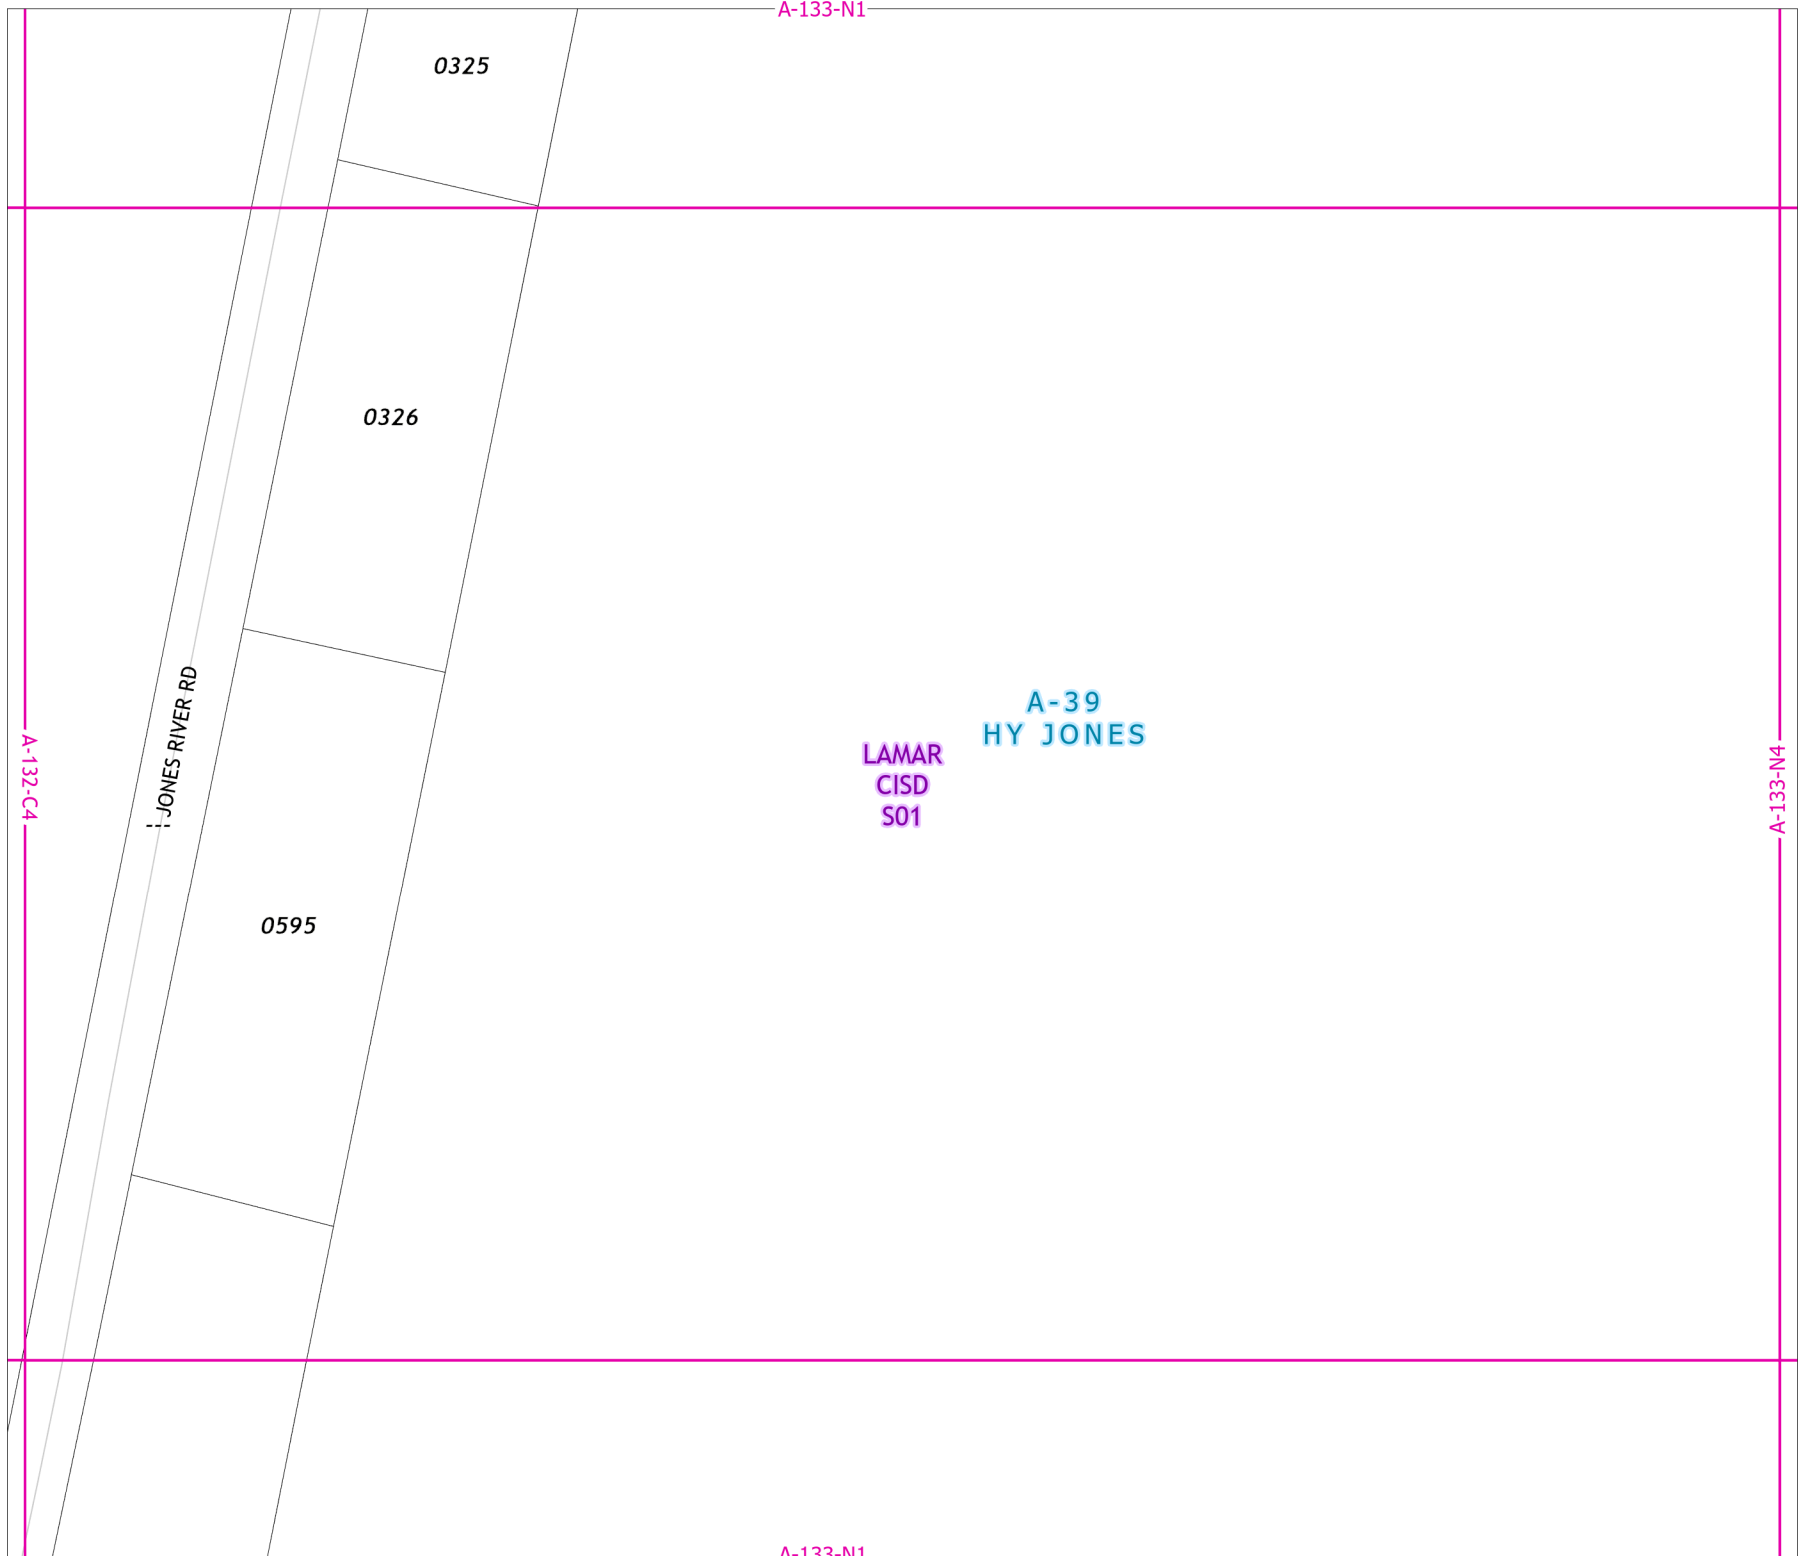 A-133-N1
0325
0326
JONES RIVER RD
---
A-39
HY JONES
LAMAR
CISD
S01
A-132-C4
A-133-N4
0595
A-133-N1